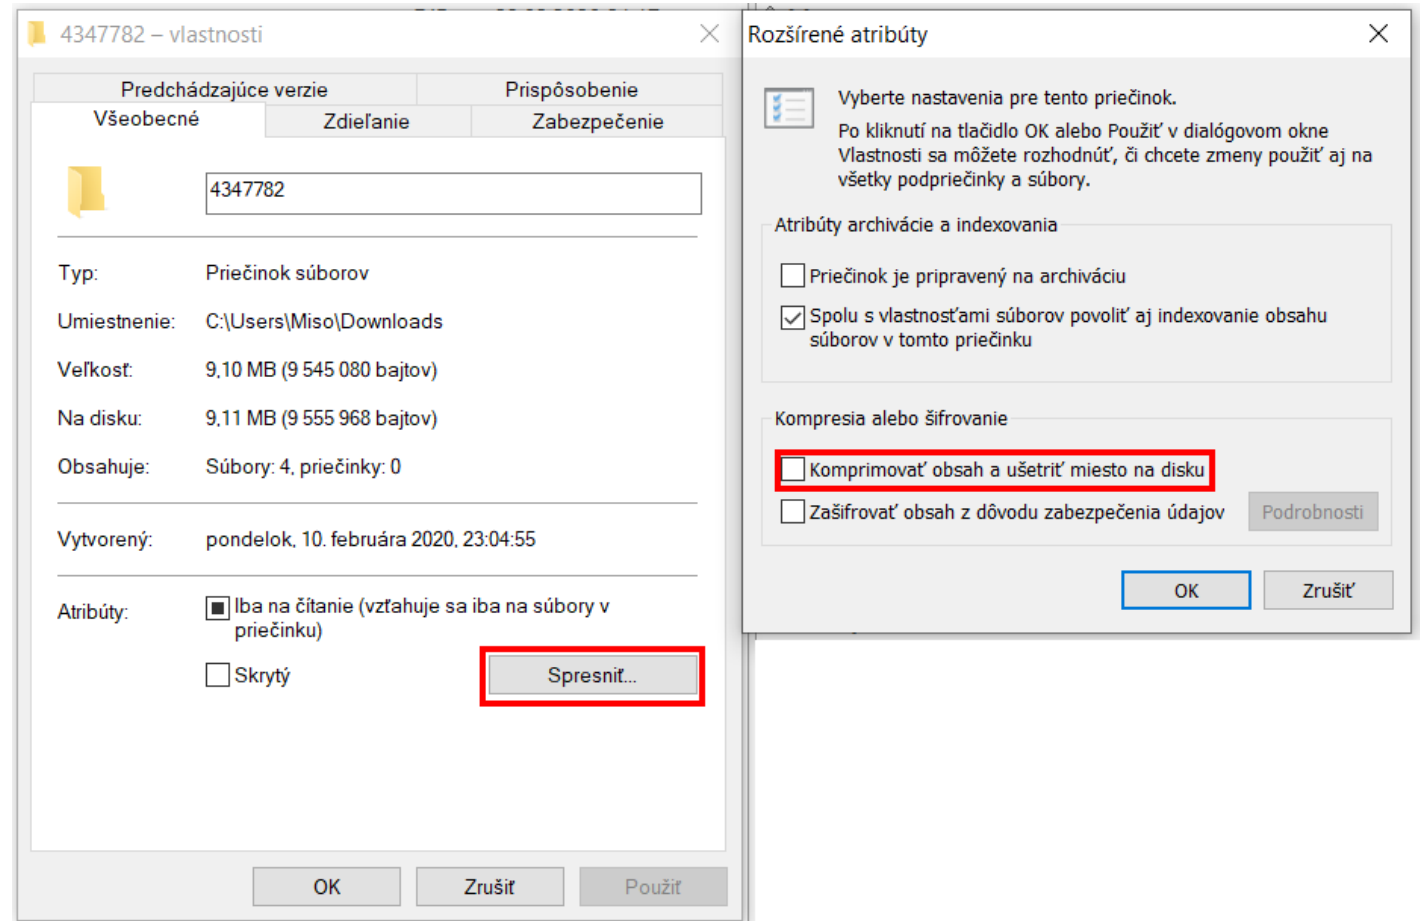 4347782 – vlastnosti
Predchádzajúce verzie
Prispôsobenie
Všeobecné
Zdieľanie
Zabezpečenie
4347782
Typ:
Priečinok súborov
Umiestnenie:
C:\Users\Miso\Downloads
Veľkosť:
9,10 MB (9 545 080 bajtov)
Na disku:
9,11 MB (9 555 968 bajtov)
Obsahuje:
Súbory: 4, priečinky: 0
Vytvorený:
pondelok, 10. februára 2020, 23:04:55
Atribúty:
Iba na čítanie (vzťahuje sa iba na súbory v
priečinku)
Skrytý
Spresniť...
OK
Zrušiť
Použiť
Rozšírené atribúty
Vyberte nastavenia pre tento priečinok.
Po kliknutí na tlačidlo OK alebo Použiť v dialógovom okne
Vlastnosti sa môžete rozhodnúť, či chcete zmeny použiť aj na
všetky podpriečinky a súbory.
Atribúty archivácie a indexovania
Priečinok je pripravený na archiváciu
Spolu s vlastnosťami súborov povoliť aj indexovanie obsahu
súborov v tomto priečinku
Kompresia alebo šifrovanie
Komprimovať obsah a ušetriť miesto na disku
Zašifrovať obsah z dôvodu zabezpečenia údajov
Podrobnosti
OK
Zrušiť